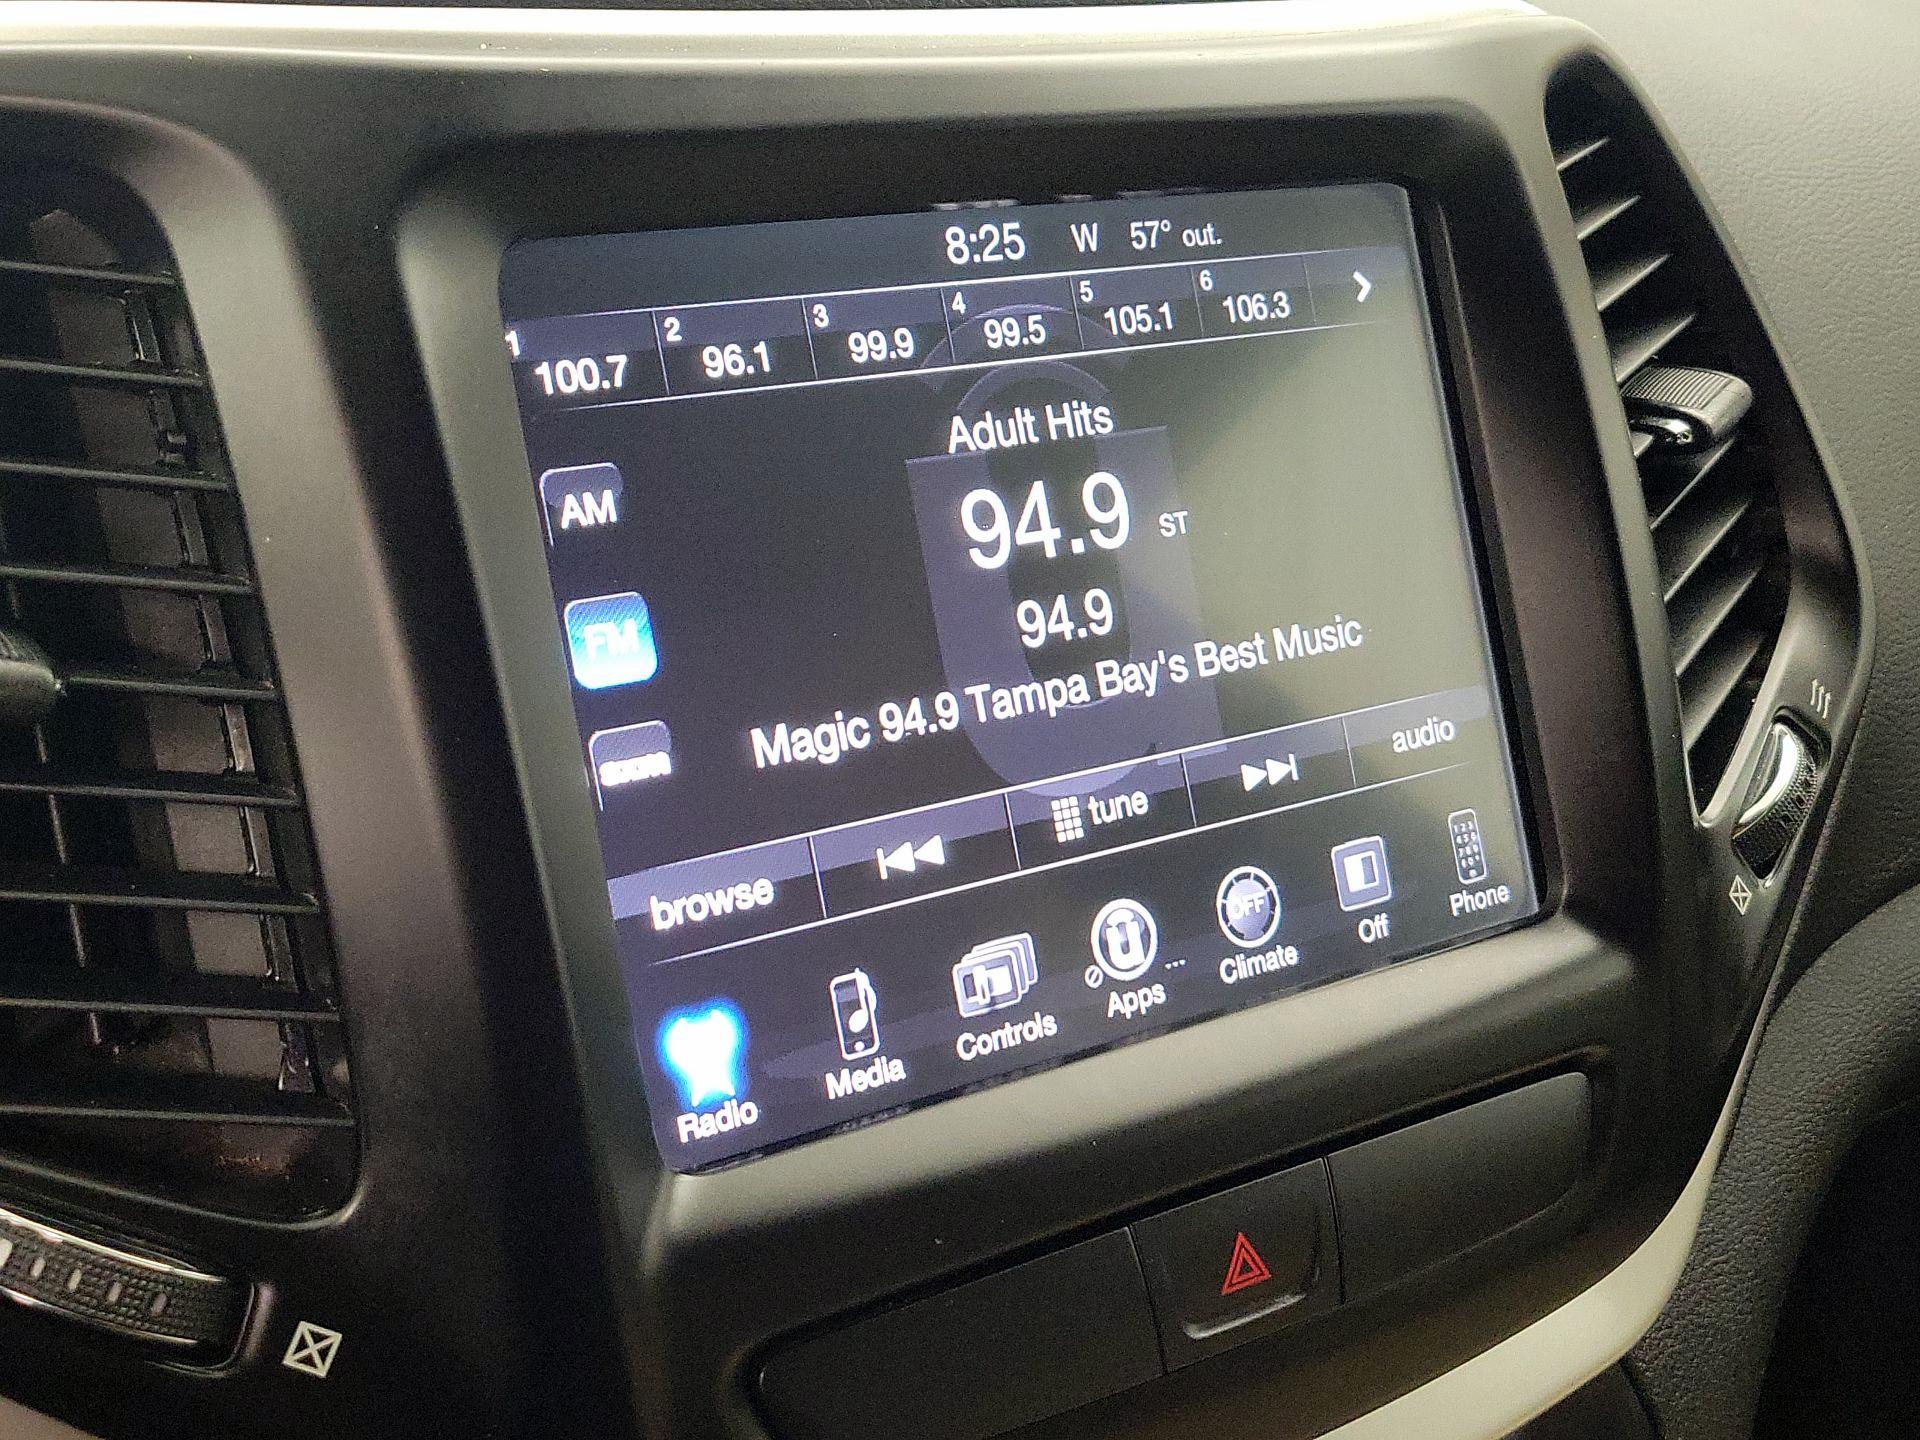 8:25 W 57° out.
1 100.7 2 96.1 3 99.9 4 99.5 5 105.1 6 106.3
Adult Hits
AM
94.9 ST
FM
94.9
Magic 94.9 Tampa Bay's Best Music
browse tune audio
OFF
Radio Media Controls Apps ... Climate Off Phone